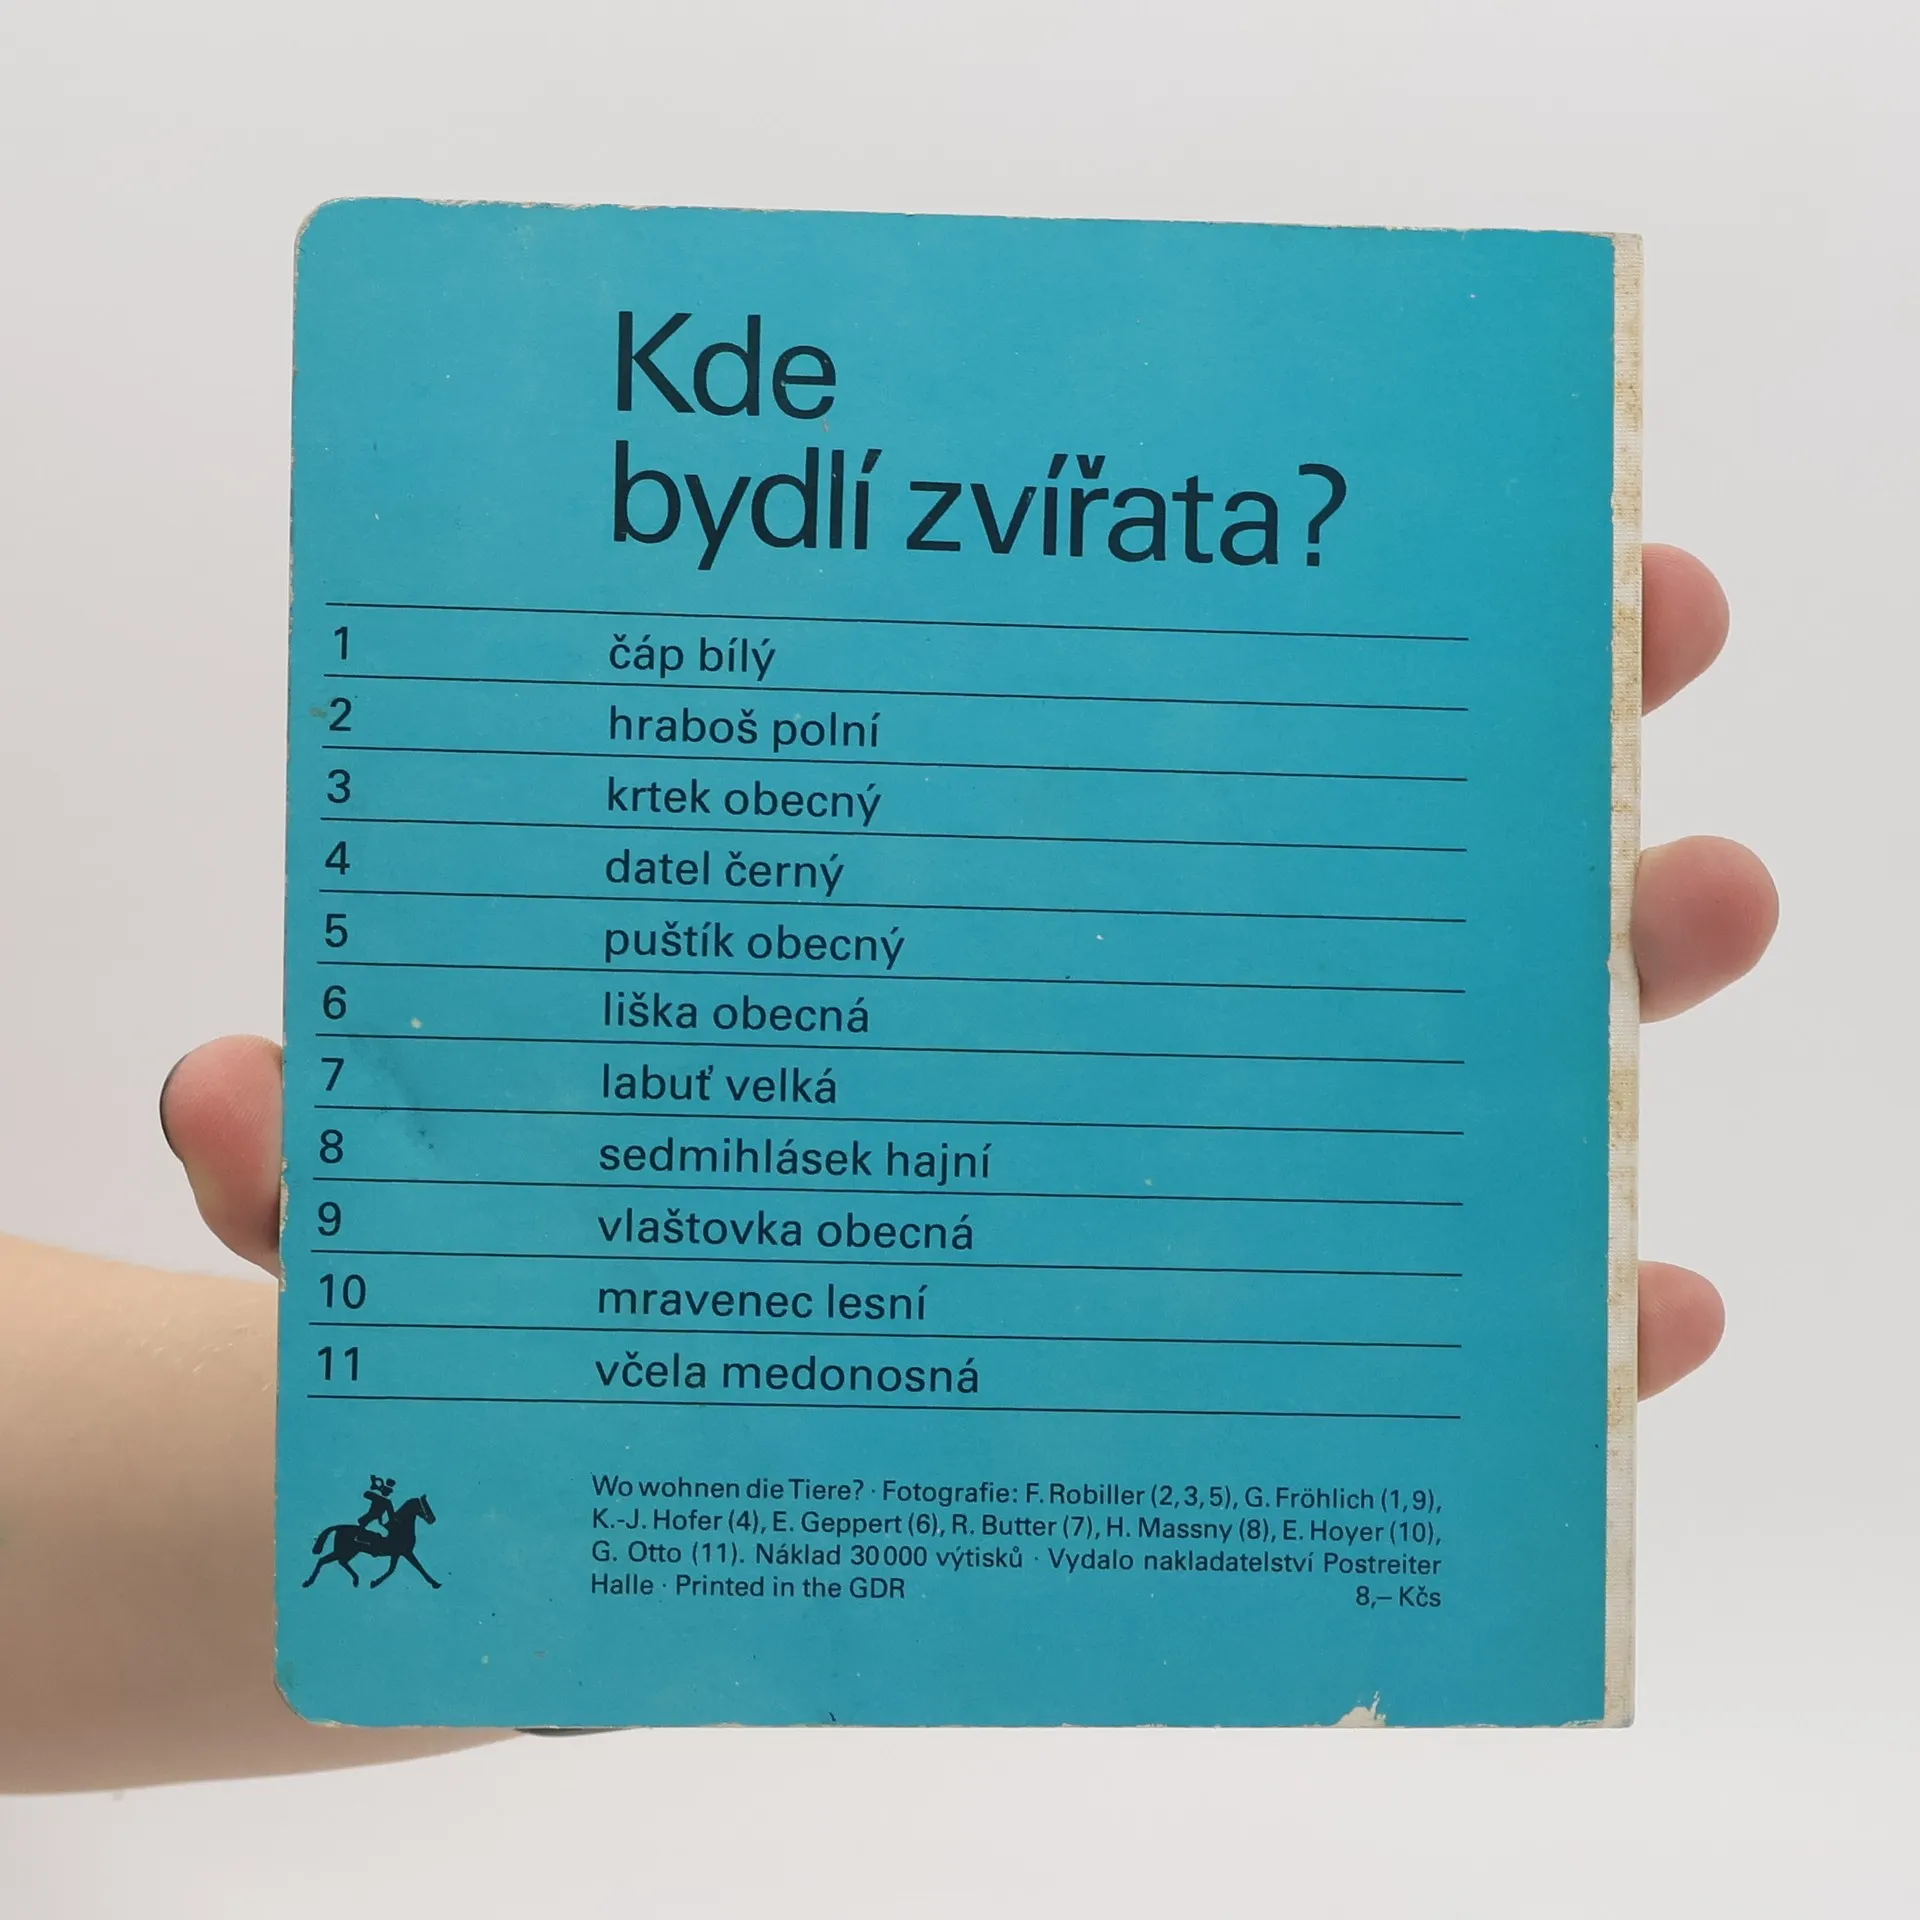 Kde
bydlí zvířata?
1 čáp bílý
2 hraboš polní
3 krtek obecný
4 datel černý
5 puštík obecný
6 liška obecná
7 labuť velká
8 sedmihlásek hajní
9 vlaštovka obecná
10 mravenec lesní
11 včela medonosná
Wo wohnen die Tiere? · Fotografie: F. Robiller (2, 3, 5), G. Fröhlich (1, 9),
K.-J. Hofer (4), E. Geppert (6), R. Butter (7), H. Massny (8), E. Hoyer (10),
G. Otto (11). Náklad 30 000 výtisků · Vydalo nakladatelství Postreiter
Halle · Printed in the GDR 8,– Kčs